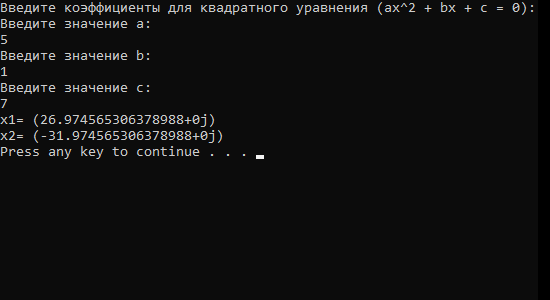 Введите коэффициенты для квадратного уравнения (ax^2 + bx + c = 0):
Введите значение a:
5
Введите значение b:
1
Введите значение c:
7
x1= (26.974565306378988+0j)
x2= (-31.974565306378988+0j)
Press any key to continue . . .